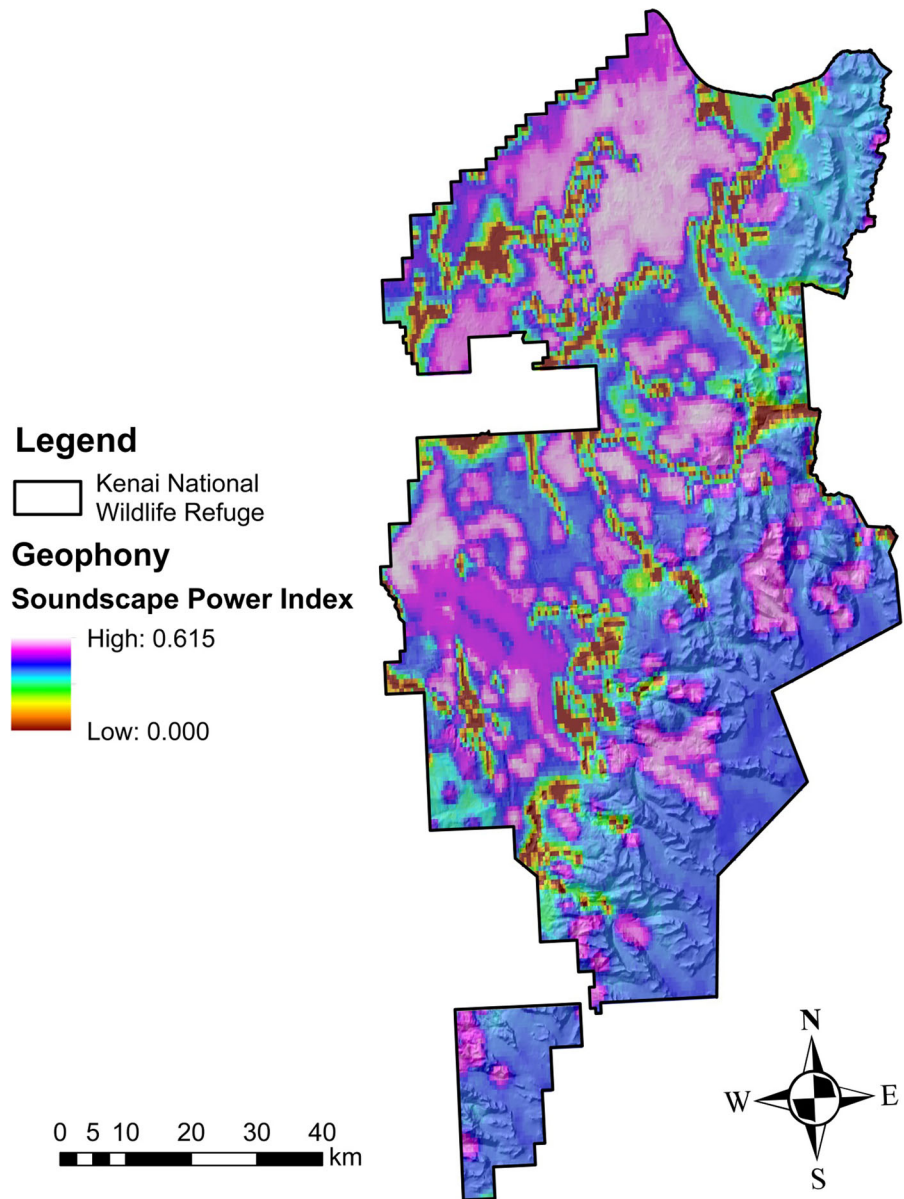 Legend
Kenai National
Wildlife Refuge
Geophony
Soundscape Power Index
High: 0.615
Low: 0.000
N
W E
S
0 5 10 20 30 40
km